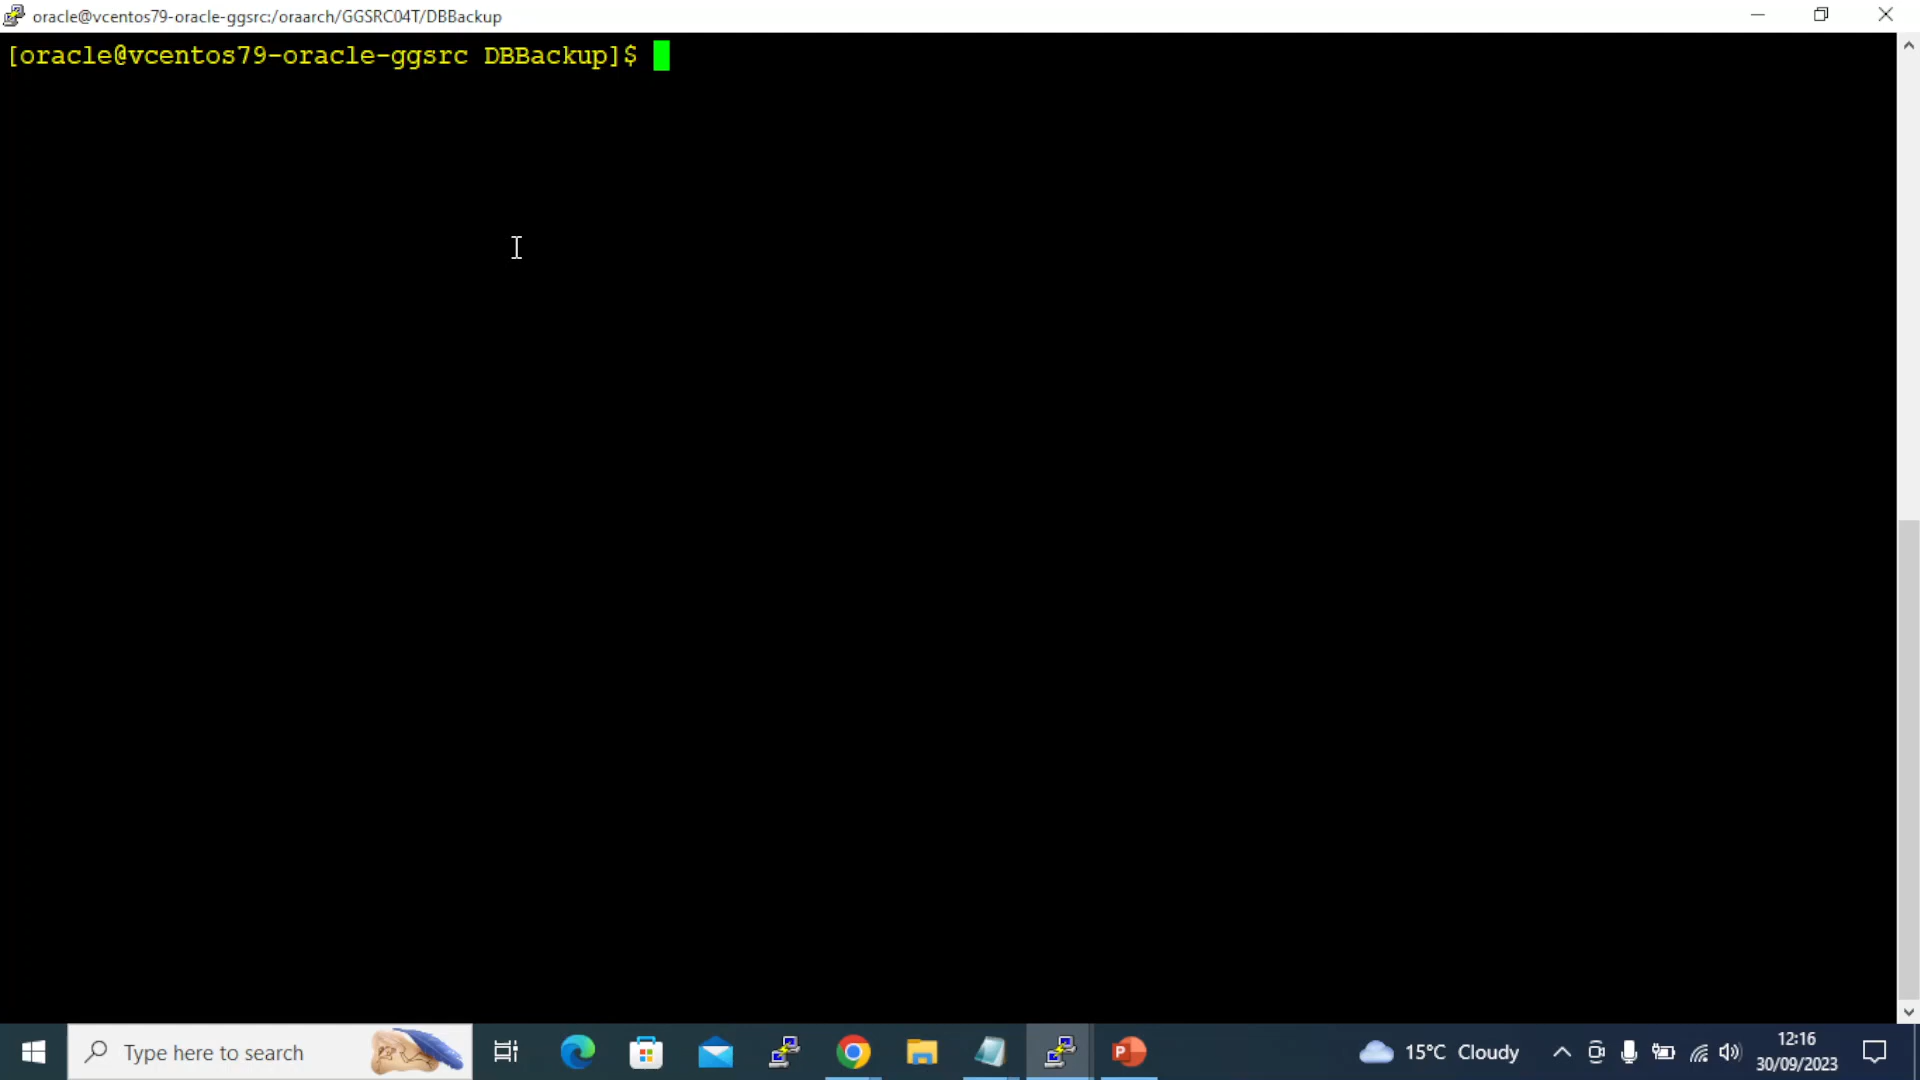 oracle@vcentos79-oracle-ggsrc:/oraarch/GGSRC04T/DBBackup
[oracle@vcentos79-oracle-ggsrc DBBackup]$
Type here to search
15°C Cloudy
12:16
30/09/2023